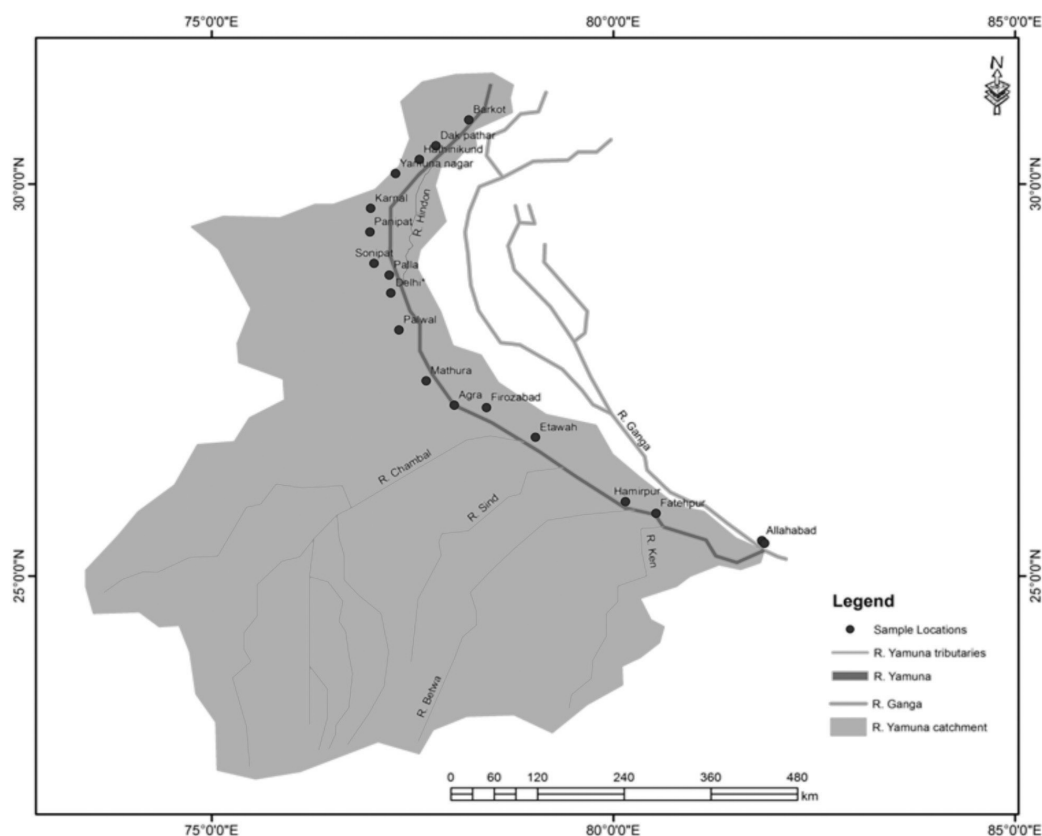 75°0'0"E
80°0'0"E
85°0'0"E
N
30°0'0"N
30°0'0"N
Barkot
Dak pathar
Hathinikund
Yamuna nagar
R. Hindon
Karnal
Panipat
Sonipat
Palla
Delhi*
Palwal
Mathura
Agra
Firozabad
Etawah
R. Ganga
R. Chambal
R. Sind
Hamirpur
Fatehpur
Allahabad
R. Ken
R. Betwa
25°0'0"N
25°0'0"N
Legend
Sample Locations
R. Yamuna tributaries
R. Yamuna
R. Ganga
R. Yamuna catchment
0 60 120 240 360 480
km
75°0'0"E
80°0'0"E
85°0'0"E